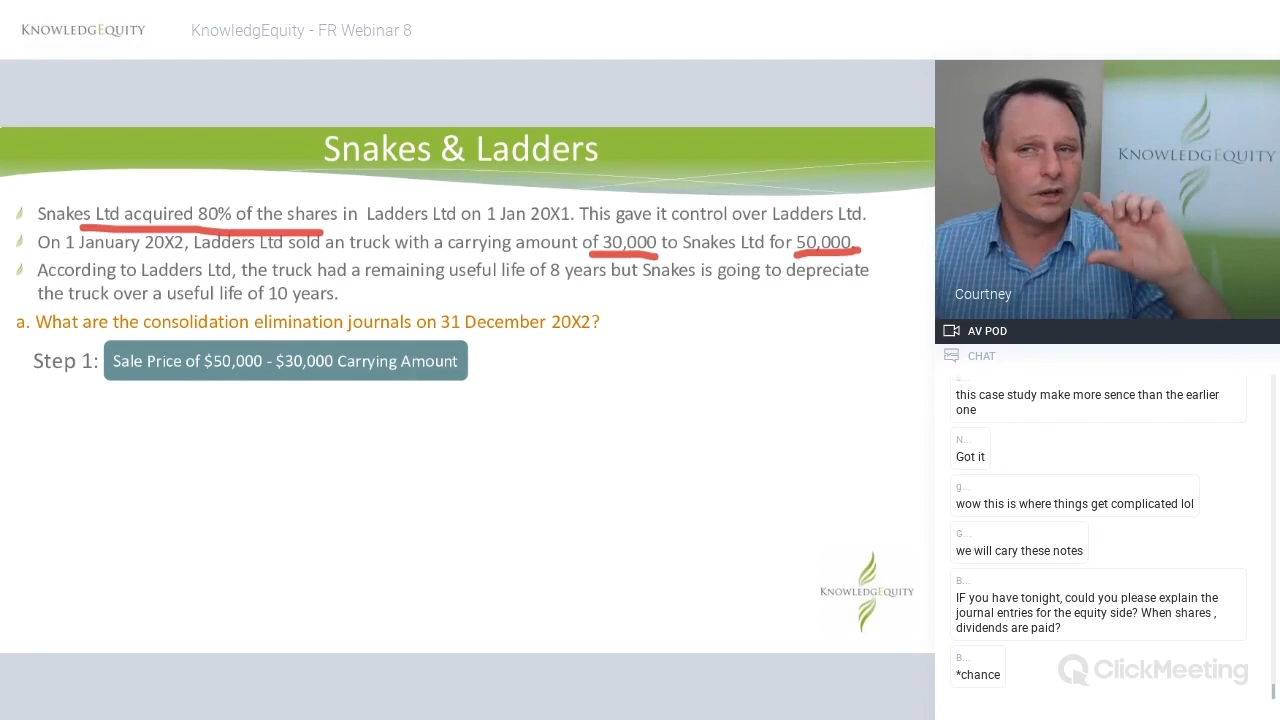 KNOWLEDGEQUITY
KnowledgEquity - FR Webinar 8
Snakes & Ladders
Snakes Ltd acquired 80% of the shares in Ladders Ltd on 1 Jan 20X1. This gave it control over Ladders Ltd.
On 1 January 20X2, Ladders Ltd sold an truck with a carrying amount of 30,000 to Snakes Ltd for 50,000.
According to Ladders Ltd, the truck had a remaining useful life of 8 years but Snakes is going to depreciate
the truck over a useful life of 10 years.
a. What are the consolidation elimination journals on 31 December 20X2?
Step 1: Sale Price of $50,000 - $30,000 Carrying Amount
KNOWLEDGEQUITY
KNOWLEDGEQUITY
Courtney
AV POD
CHAT
this case study make more sence than the earlier
one
N...
Got it
g...
wow this is where things get complicated lol
G...
we will cary these notes
B...
IF you have tonight, could you please explain the
journal entries for the equity side? When shares ,
dividends are paid?
B...
*chance
ClickMeeting